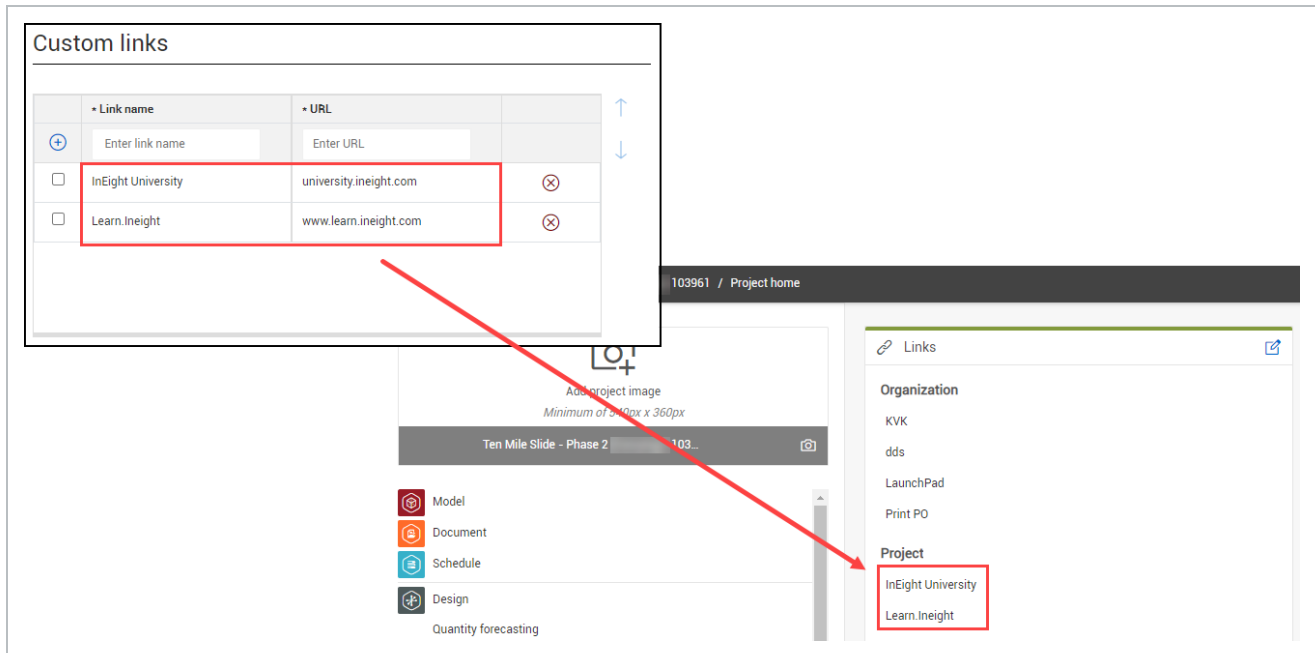 Custom links
* Link name * URL
Enter link name Enter URL
InEight University university.ineight.com
Learn.Ineight www.learn.ineight.com
103961 / Project home
Add project image
Minimum of 540px x 360px
Ten Mile Slide - Phase 2 103...
Model
Document
Schedule
Design
Quantity forecasting
Links
Organization
KVK
dds
LaunchPad
Print PO
Project
InEight University
Learn.Ineight